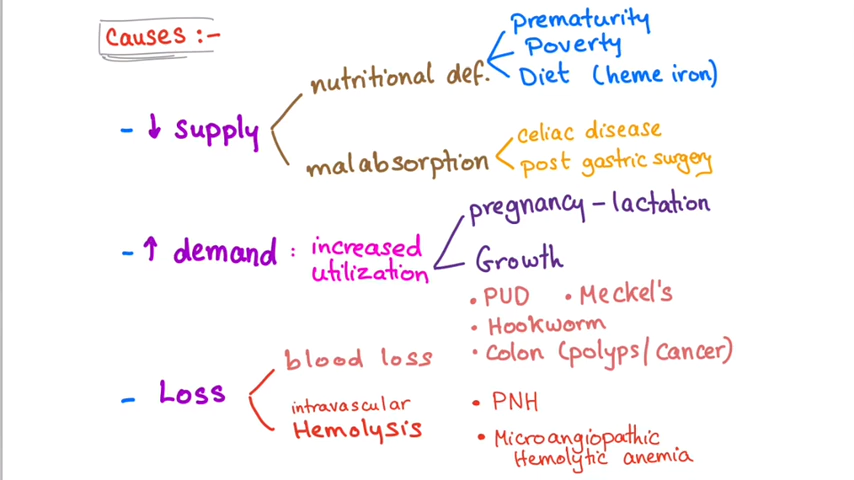 Causes :-
- ↓ supply
nutritional def.
Prematurity
Poverty
Diet (heme iron)
malabsorption
celiac disease
post gastric surgery
- ↑ demand : increased utilization
pregnancy - lactation
Growth
- Loss
blood loss
• PUD • Meckel's
• Hookworm
• Colon (polyps/cancer)
intravascular
Hemolysis
• PNH
• Microangiopathic
Hemolytic anemia